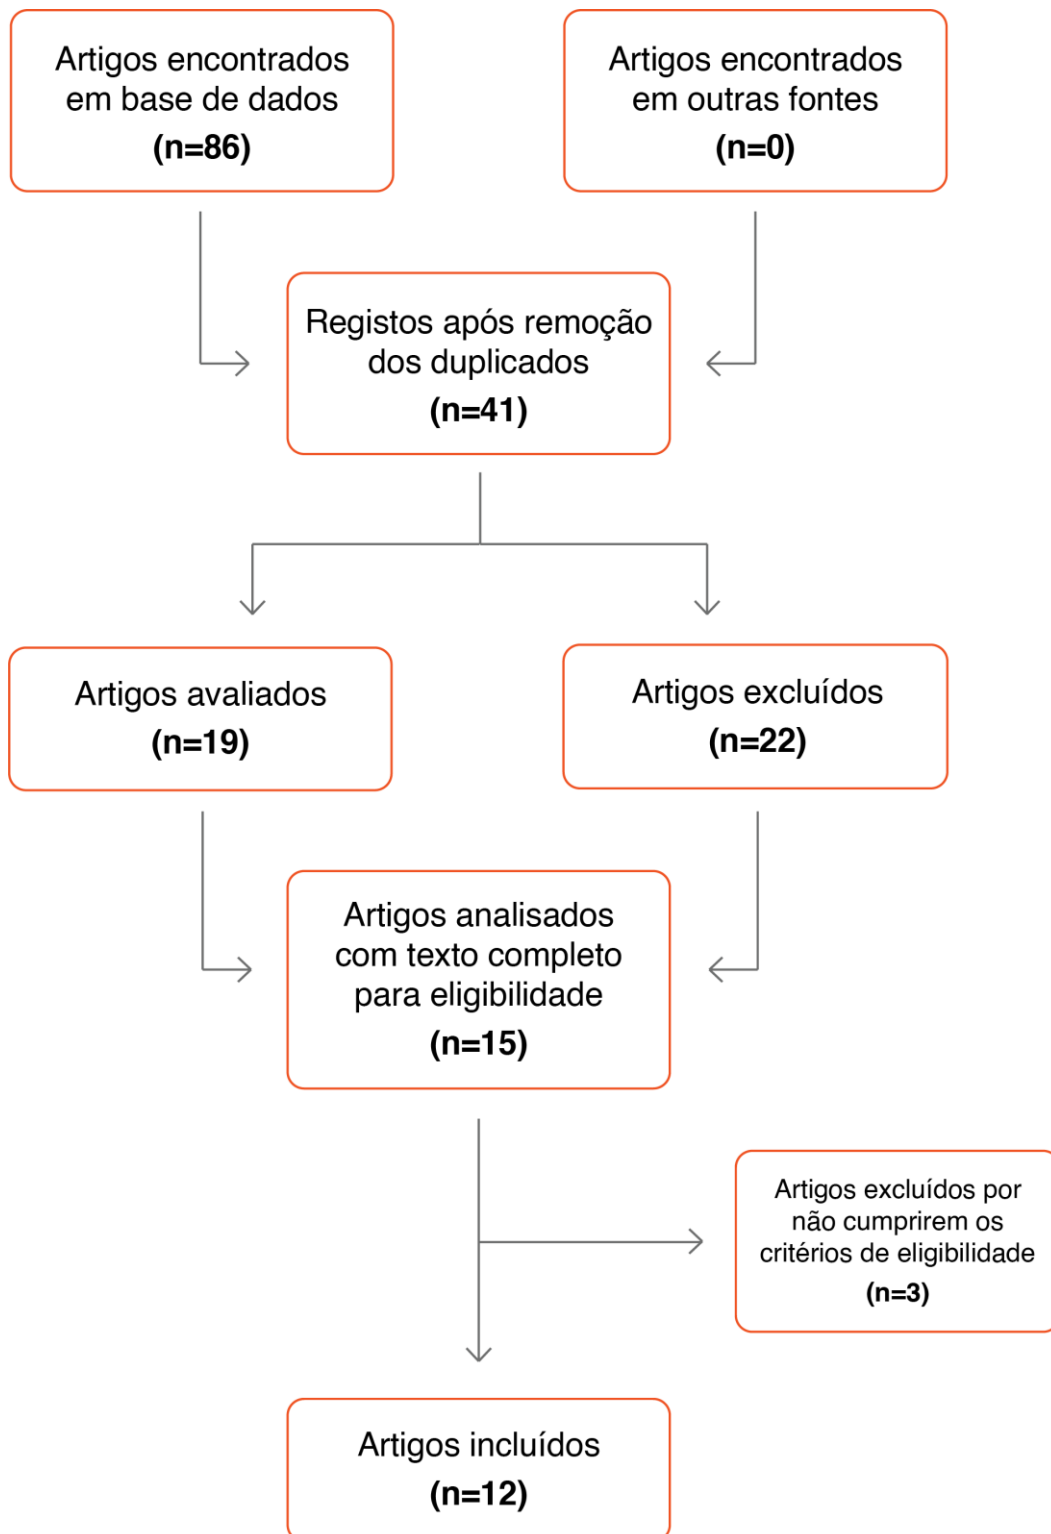 Artigos encontrados
em base de dados
(n=86)
Artigos encontrados
em outras fontes
(n=0)
Registos após remoção
dos duplicados
(n=41)
Artigos avaliados
(n=19)
Artigos excluídos
(n=22)
Artigos analisados
com texto completo
para eligibilidade
(n=15)
Artigos excluídos por
não cumprirem os
critérios de eligibilidade
(n=3)
Artigos incluídos
(n=12)